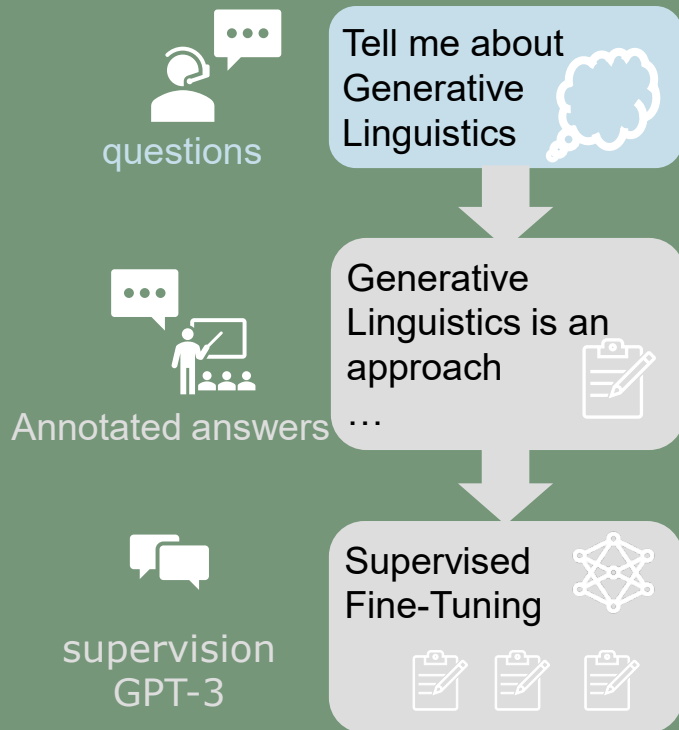 Tell me about
Generative
Linguistics
questions
Generative
Linguistics is an
approach
…
Annotated answers
Supervised
Fine-Tuning
supervision
GPT-3